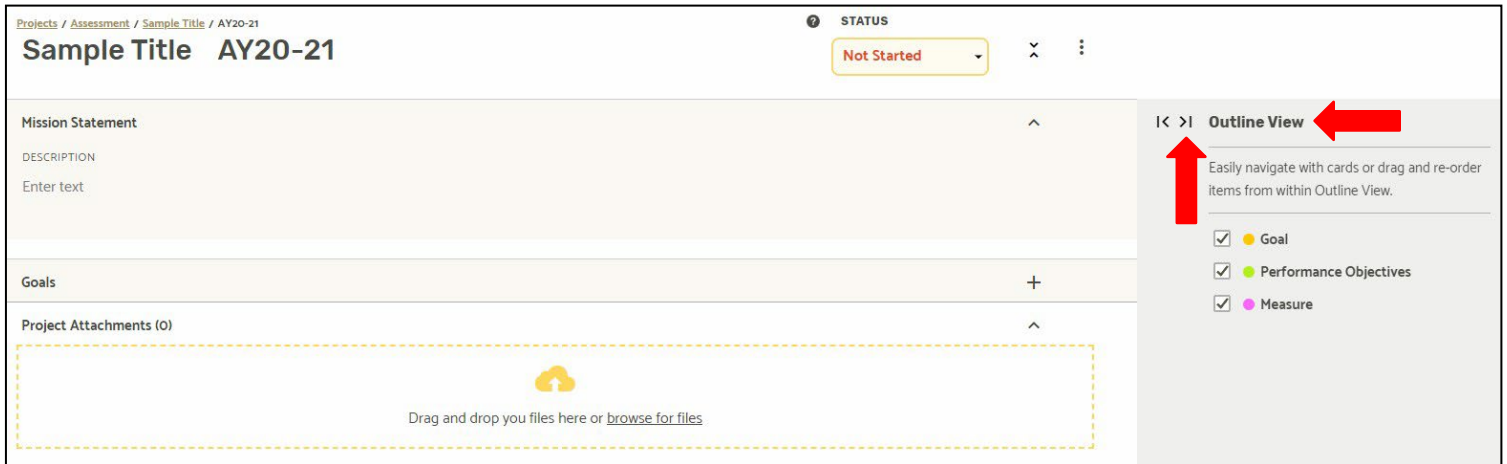 Projects / Assessment / Sample Title / AY20-21
Sample Title AY20-21
STATUS
Not Started
Mission Statement
DESCRIPTION
Enter text
Goals
Project Attachments (0)
Drag and drop you files here or browse for files
Outline View
Easily navigate with cards or drag and re-order
items from within Outline View.
Goal
Performance Objectives
Measure